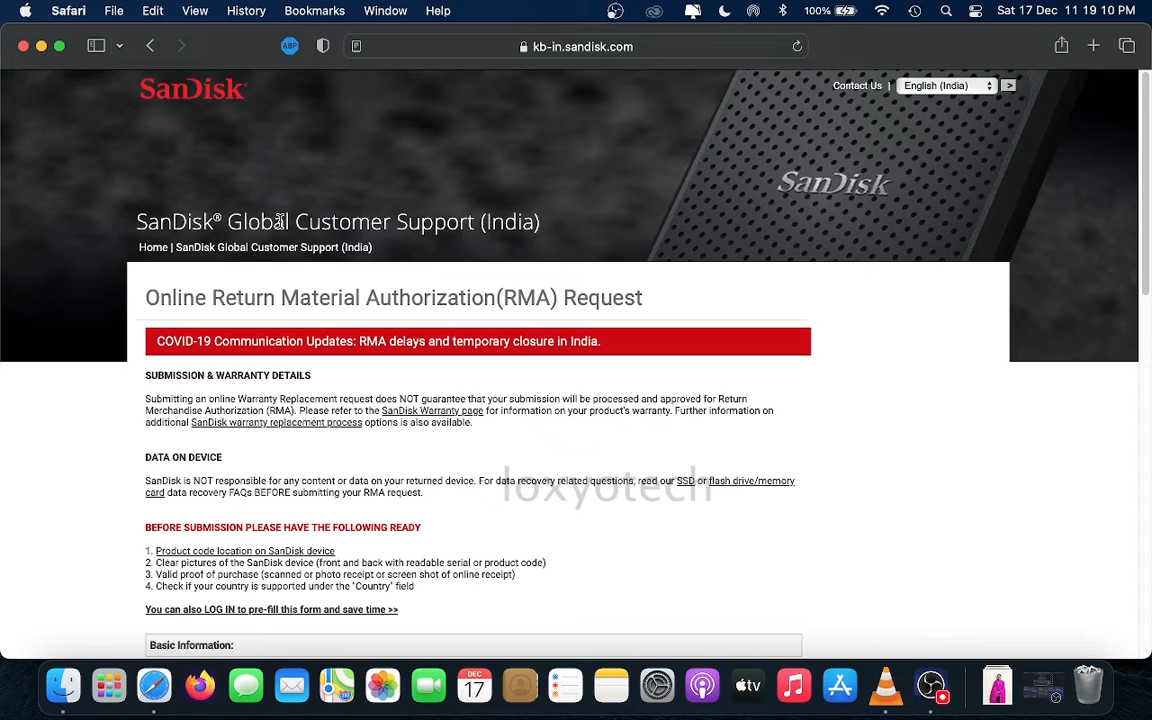 Safari File Edit View History Bookmarks Window Help 100% Sat 17 Dec 11 19 10 PM
ABP kb-in.sandisk.com
SanDisk
Contact Us | English (India) >
SanDisk
SanDisk® Global Customer Support (India)
Home | SanDisk Global Customer Support (India)
Online Return Material Authorization(RMA) Request
COVID-19 Communication Updates: RMA delays and temporary closure in India.
SUBMISSION & WARRANTY DETAILS
Submitting an online Warranty Replacement request does NOT guarantee that your submission will be processed and approved for Return
Merchandise Authorization (RMA). Please refer to the SanDisk Warranty page for information on your product's warranty. Further information on
additional SanDisk warranty replacement process options is also available.
DATA ON DEVICE
SanDisk is NOT responsible for any content or data on your returned device. For data recovery related questions, read our SSD or flash drive/memory
card data recovery FAQs BEFORE submitting your RMA request.
loxyotech
BEFORE SUBMISSION PLEASE HAVE THE FOLLOWING READY
1. Product code location on SanDisk device
2. Clear pictures of the SanDisk device (front and back with readable serial or product code)
3. Valid proof of purchase (scanned or photo receipt or screen shot of online receipt)
4. Check if your country is supported under the "Country" field
You can also LOG IN to pre-fill this form and save time >>
Basic Information:
DEC
17
tv